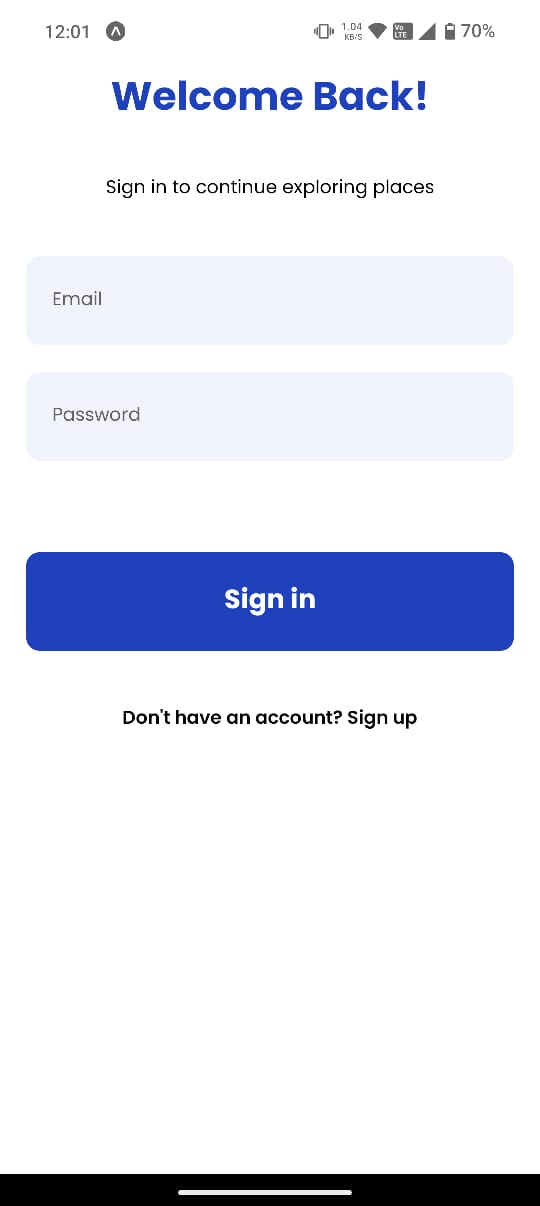 12:01
1.04 KB/S Vo LTE 70%
Welcome Back!
Sign in to continue exploring places
Email
Password
Sign in
Don't have an account? Sign up